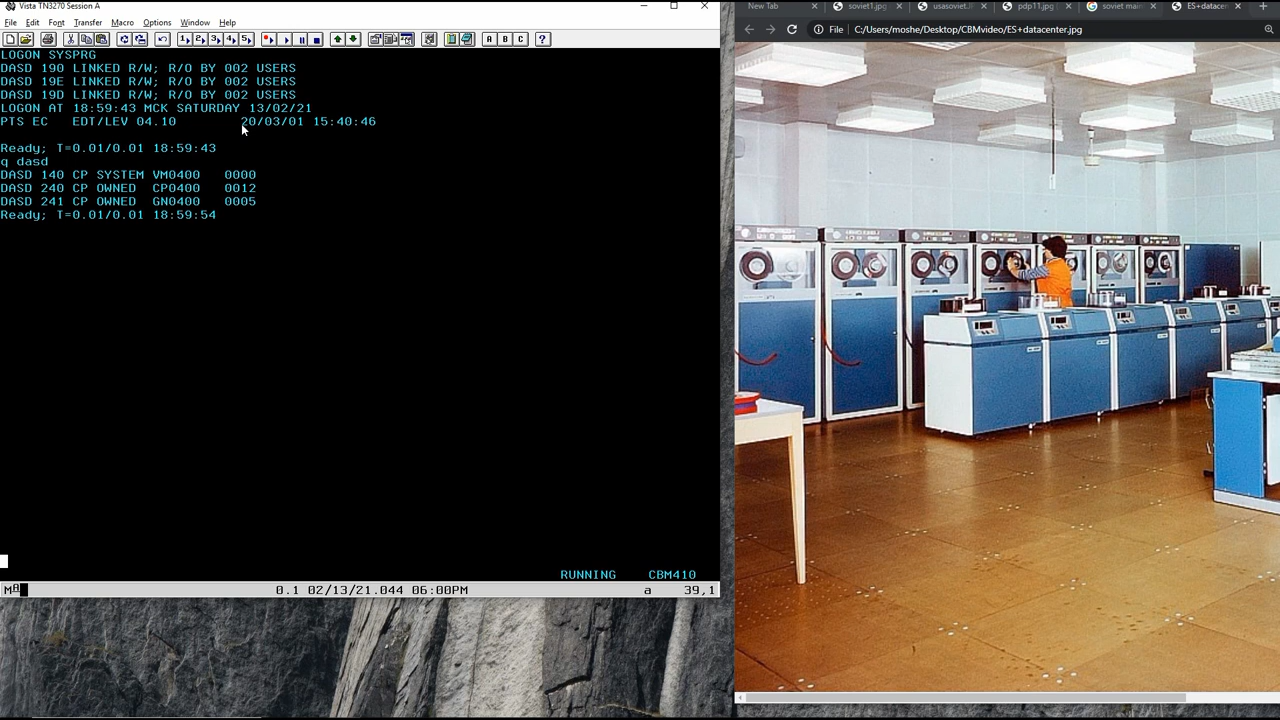 Vista TN3270 Session A
File Edit Font Transfer Macro Options Window Help
1 2 3 4 5 A B C ?
LOGON SYSPRG
DASD 190 LINKED R/W; R/O BY 002 USERS
DASD 19E LINKED R/W; R/O BY 002 USERS
DASD 19D LINKED R/W; R/O BY 002 USERS
LOGON AT 18:59:43 MCK SATURDAY 13/02/21
PTS EC EDT/LEV 04.10 20/03/01 15:40:46
Ready; T=0.01/0.01 18:59:43
q dasd
DASD 140 CP SYSTEM VM0400 0000
DASD 240 CP OWNED CP0400 0012
DASD 241 CP OWNED GN0400 0005
Ready; T=0.01/0.01 18:59:54
RUNNING CBM410
0.1 02/13/21.044 06:00PM a 39,1
New Tab soviet1.jpg usasoviet.JP pdp11.jpg soviet main ES+datacen
File C:/Users/moshe/Desktop/CBMvideo/ES+datacenter.jpg